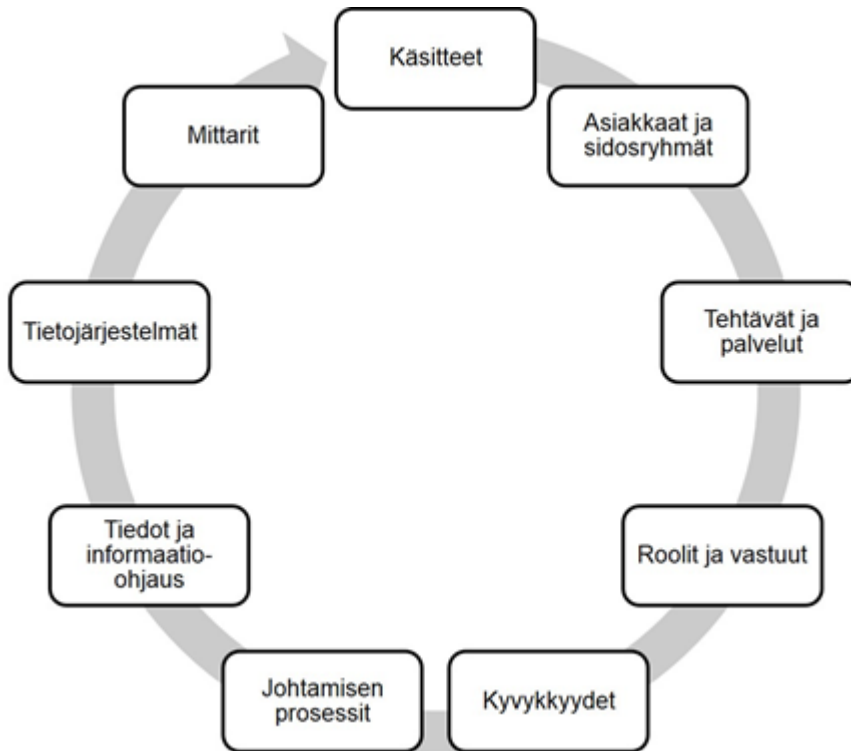 Käsitteet
Asiakkaat ja
sidosryhmät
Tehtävät ja
palvelut
Roolit ja vastuut
Kyvykkyydet
Johtamisen
prosessit
Tiedot ja
informaatio-
ohjaus
Tietojärjestelmät
Mittarit